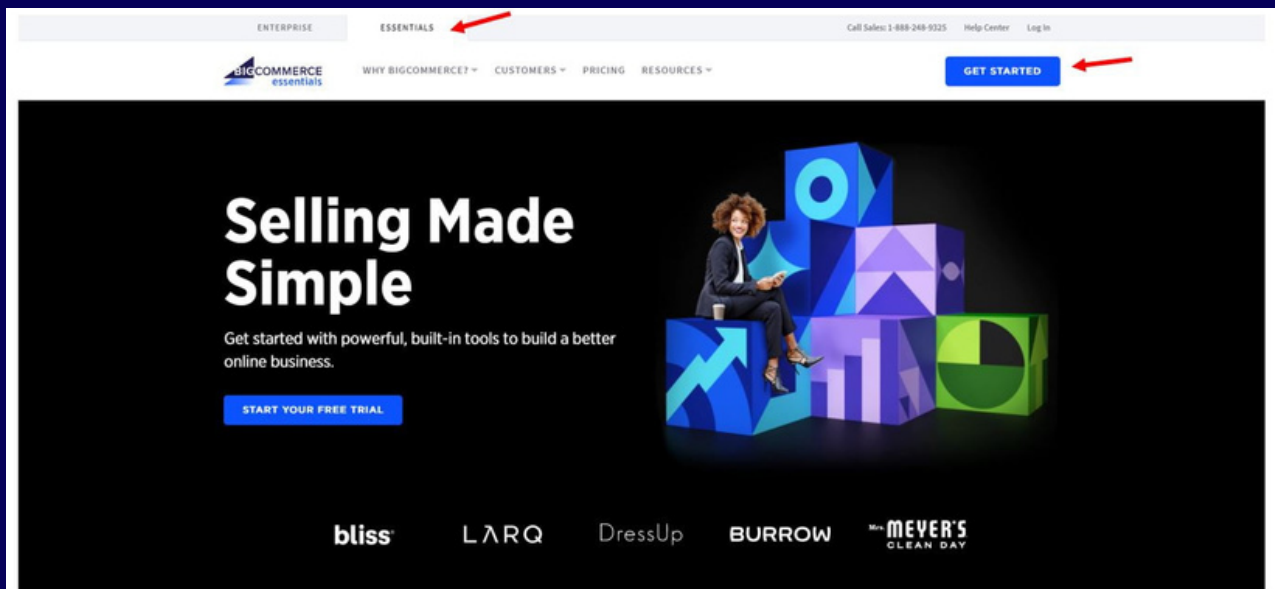 ENTERPRISE
ESSENTIALS
Call Sales: 1-888-248-9325
Help Center
Log In
BIGCOMMERCE
essentials
WHY BIGCOMMERCE?
CUSTOMERS
PRICING
RESOURCES
GET STARTED
Selling Made
Simple
Get started with powerful, built-in tools to build a better
online business.
START YOUR FREE TRIAL
bliss
LARQ
DressUp
BURROW
Mrs. MEYER'S
CLEAN DAY